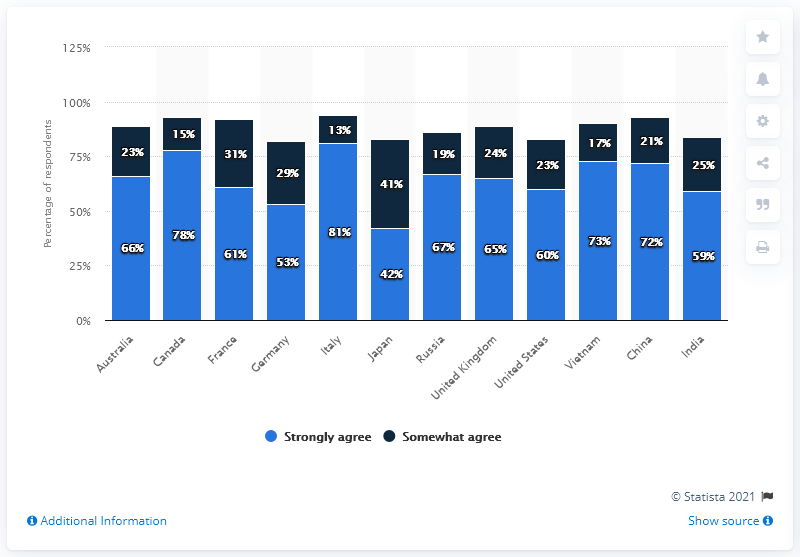 125%
100%
75%
50%
25%
0%
Percentage of respondents
23%
15%
31%
29%
13%
41%
19%
24%
23%
17%
21%
25%
66%
78%
61%
53%
81%
42%
67%
65%
60%
73%
72%
59%
Australia
Canada
France
Germany
Italy
Japan
Russia
United Kingdom
United States
Vietnam
China
India
Strongly agree
Somewhat agree
© Statista 2021
Additional Information
Show source